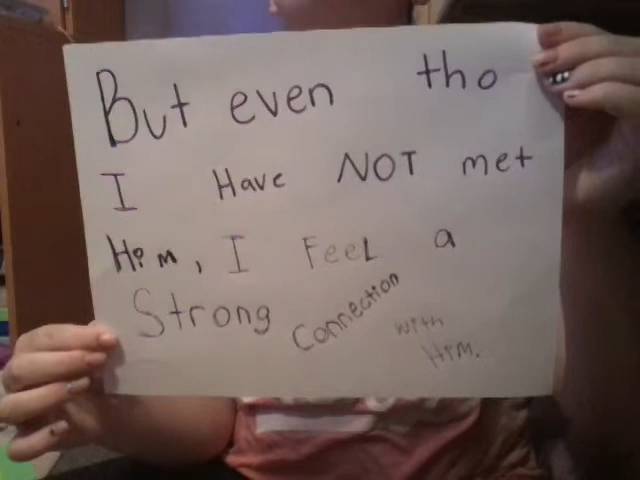 But even tho
I Have NOT met
Him, I FeeL a
Strong Connection
with Him.